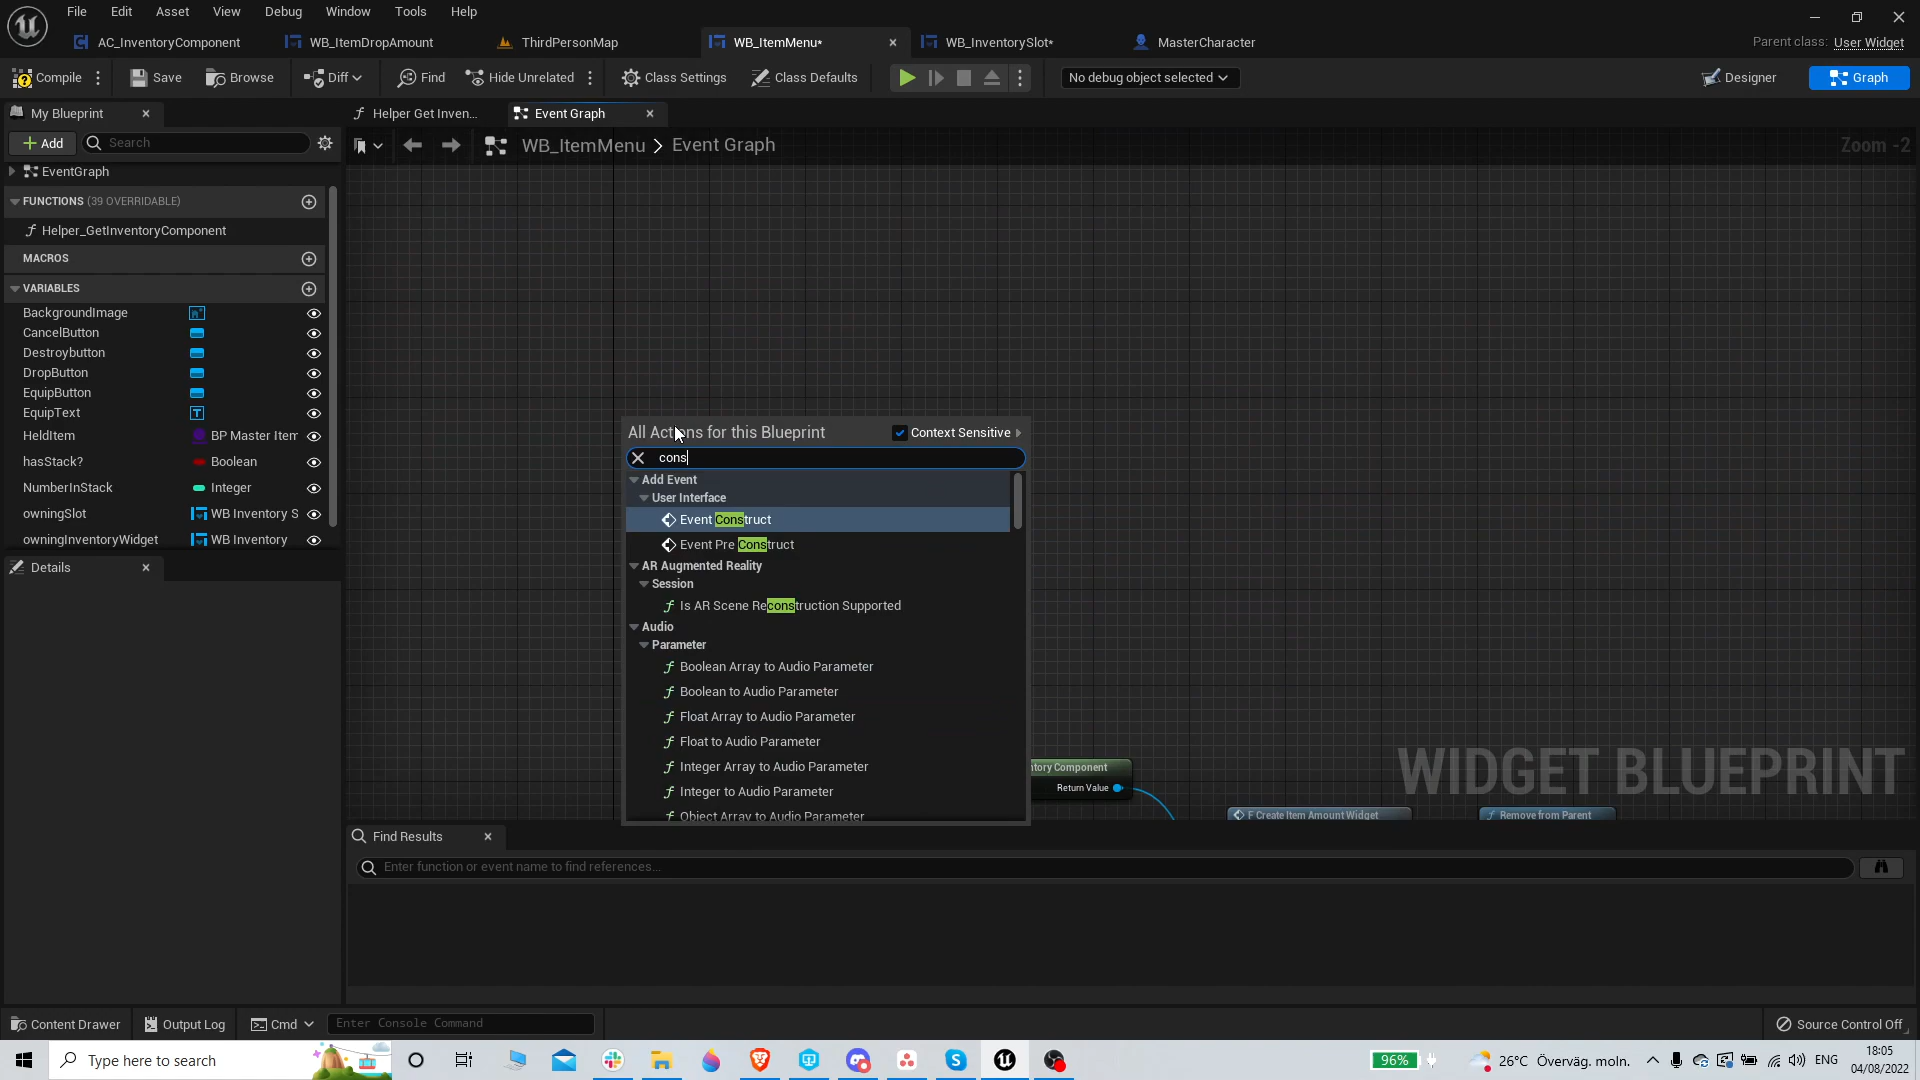 File Edit Asset View Debug Window Tools Help
AC_InventoryComponent WB_ItemDropAmount ThirdPersonMap WB_ItemMenu* WB_InventorySlot* MasterCharacter Parent class: User Widget
Compile Save Browse Diff Find Hide Unrelated Class Settings Class Defaults No debug object selected Designer Graph
My Blueprint Helper Get Inven... Event Graph
Add Search WB_ItemMenu > Event Graph Zoom -2
EventGraph
FUNCTIONS (39 OVERRIDABLE)
Helper_GetInventoryComponent
MACROS
VARIABLES
BackgroundImage
CancelButton
Destroybutton
DropButton
EquipButton
EquipText
HeldItem BP Master Item
hasStack? Boolean
NumberInStack Integer
owningSlot WB Inventory S
owningInventoryWidget WB Inventory
Details
All Actions for this Blueprint Context Sensitive
cons
Add Event
User Interface
Event Construct
Event Pre Construct
AR Augmented Reality
Session
Is AR Scene Reconstruction Supported
Audio
Parameter
Boolean Array to Audio Parameter
Boolean to Audio Parameter
Float Array to Audio Parameter
Float to Audio Parameter
Integer Array to Audio Parameter
Integer to Audio Parameter
Object Array to Audio Parameter
ntory Component
Return Value
F Create Item Amount Widget Remove from Parent
WIDGET BLUEPRINT
Find Results
Enter function or event name to find references...
Content Drawer Output Log Cmd Enter Console Command Source Control Off
Type here to search 96% 26°C Överväg. moln. ENG 18:05
04/08/2022